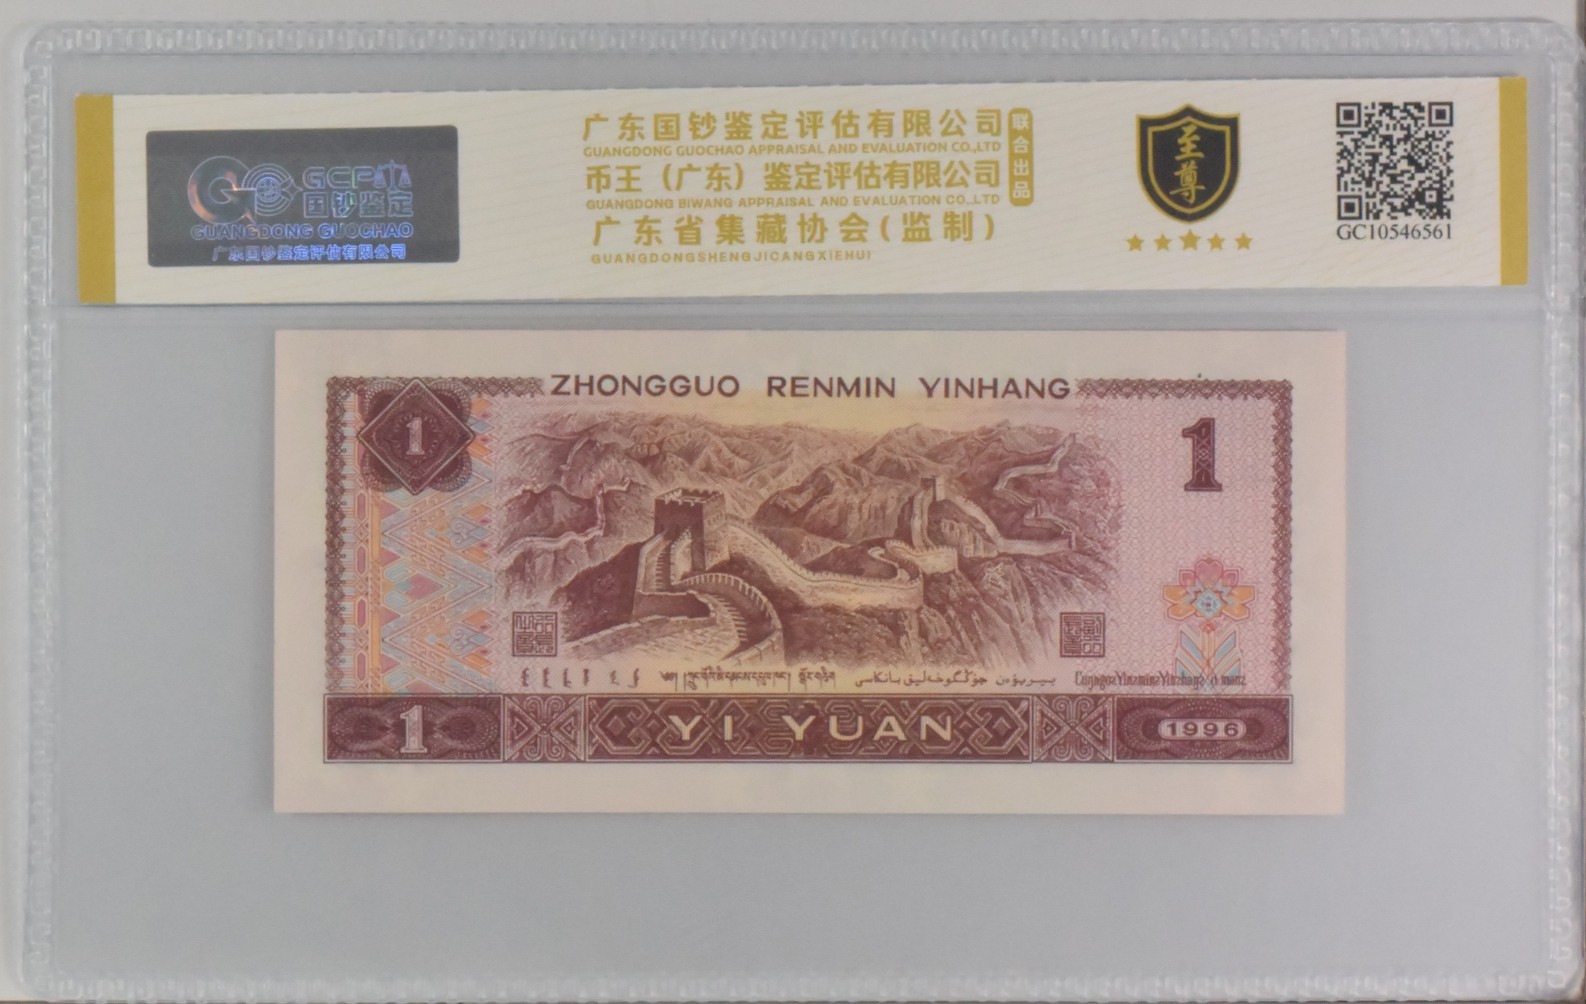 GCP
国钞鉴定
GUANGDONG GUOCHAO
广东国钞鉴定评估有限公司
广东国钞鉴定评估有限公司
GUANGDONG GUOCHAO APPRAISAL AND EVALUATION CO.,LTD
币王（广东）鉴定评估有限公司
GUANGDONG BIWANG APPRAISAL AND EVALUATION CO.,LTD
联合出品
广东省集藏协会(监制)
GUANGDONGSHENGJICANGXIEHUI
至尊
GC10546561
ZHONGGUO RENMIN YINHANG
1
1
1
YI YUAN
1996